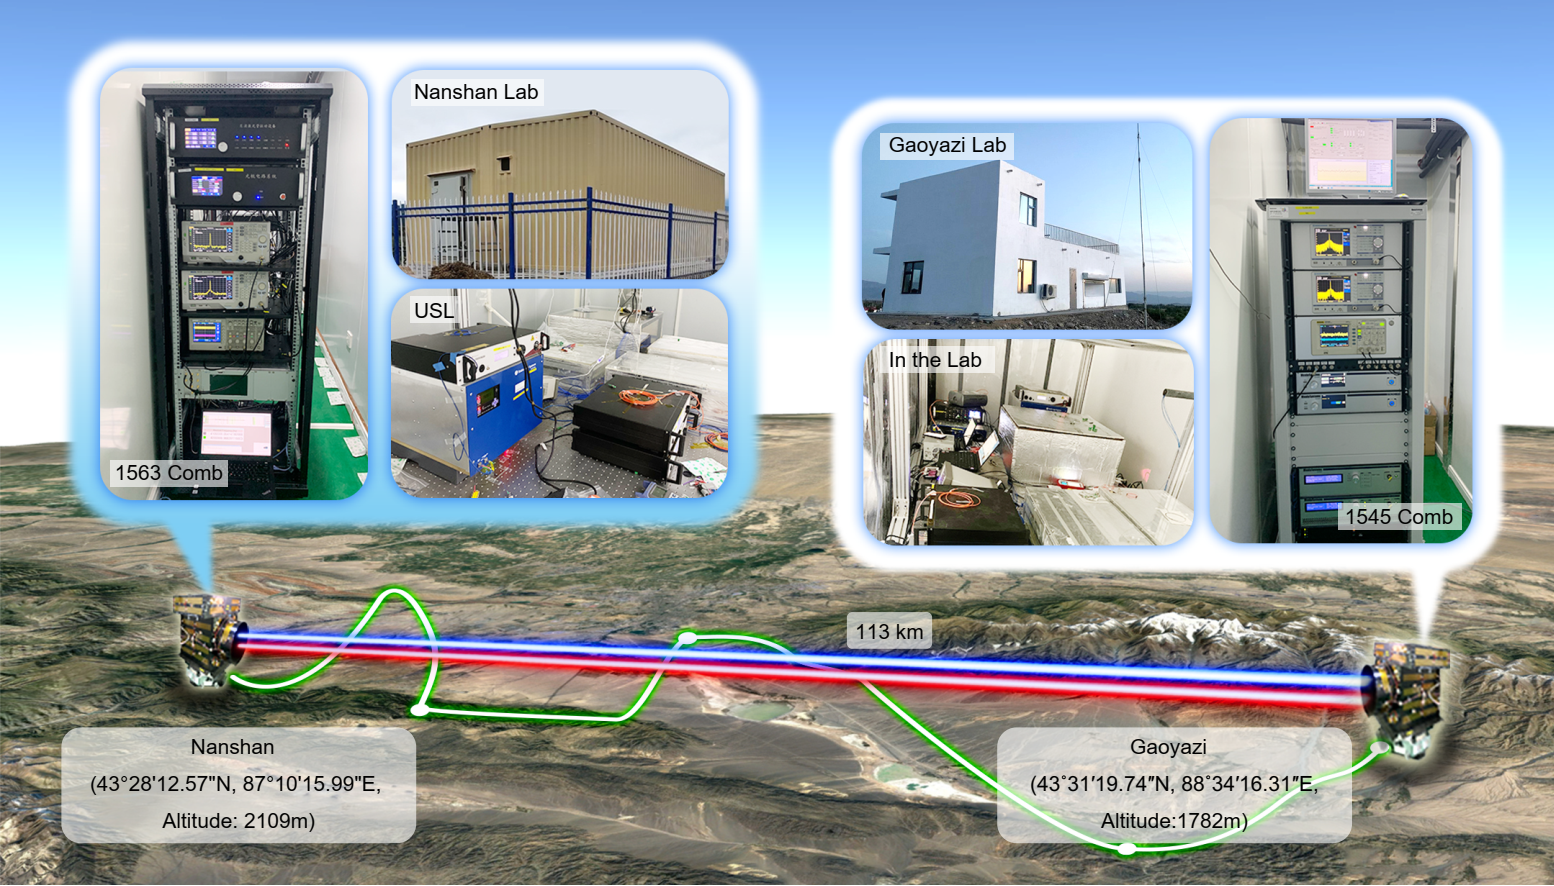 Nanshan Lab
USL
1563 Comb
Gaoyazi Lab
In the Lab
1545 Comb
113 km
Nanshan
(43°28'12.57"N, 87°10'15.99"E,
Altitude: 2109m)
Gaoyazi
(43˚31′19.74″N, 88˚34′16.31″E,
Altitude:1782m)